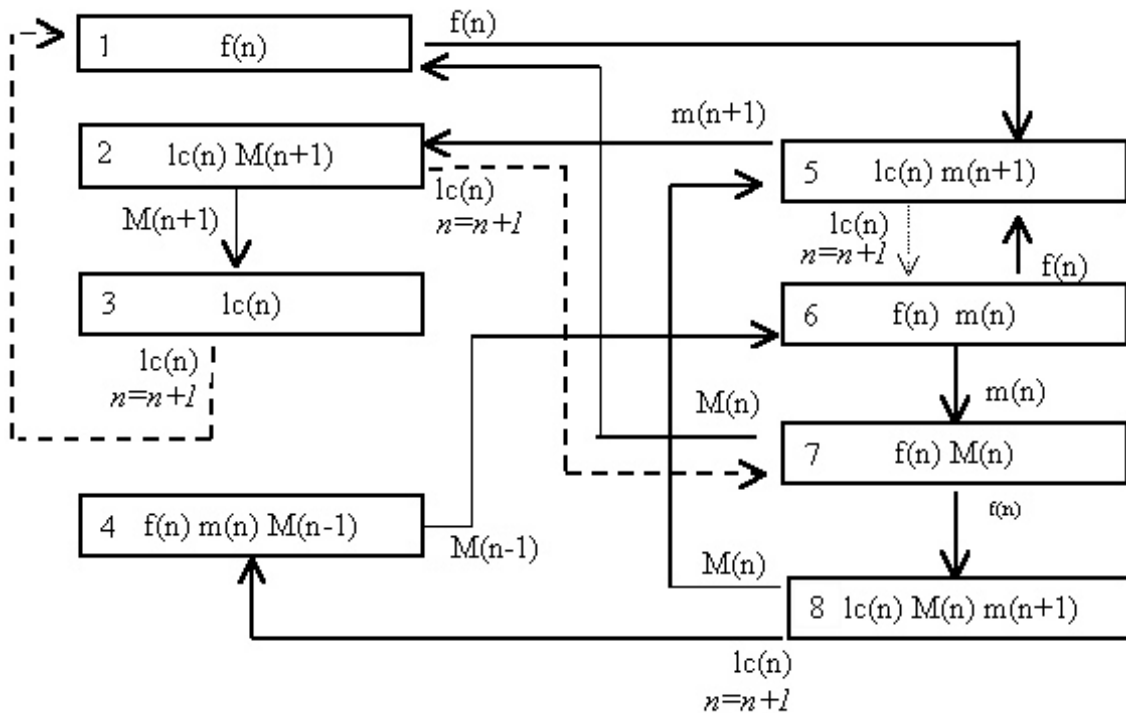 1 f(n)
f(n)
2 lc(n) M(n+1)
m(n+1)
5 lc(n) m(n+1)
M(n+1)
lc(n)
n=n+1
lc(n)
n=n+1
3 lc(n)
f(n)
6 f(n) m(n)
lc(n)
n=n+1
M(n)
m(n)
7 f(n) M(n)
4 f(n) m(n) M(n-1)
M(n-1)
f(n)
M(n)
8 lc(n) M(n) m(n+1)
lc(n)
n=n+1